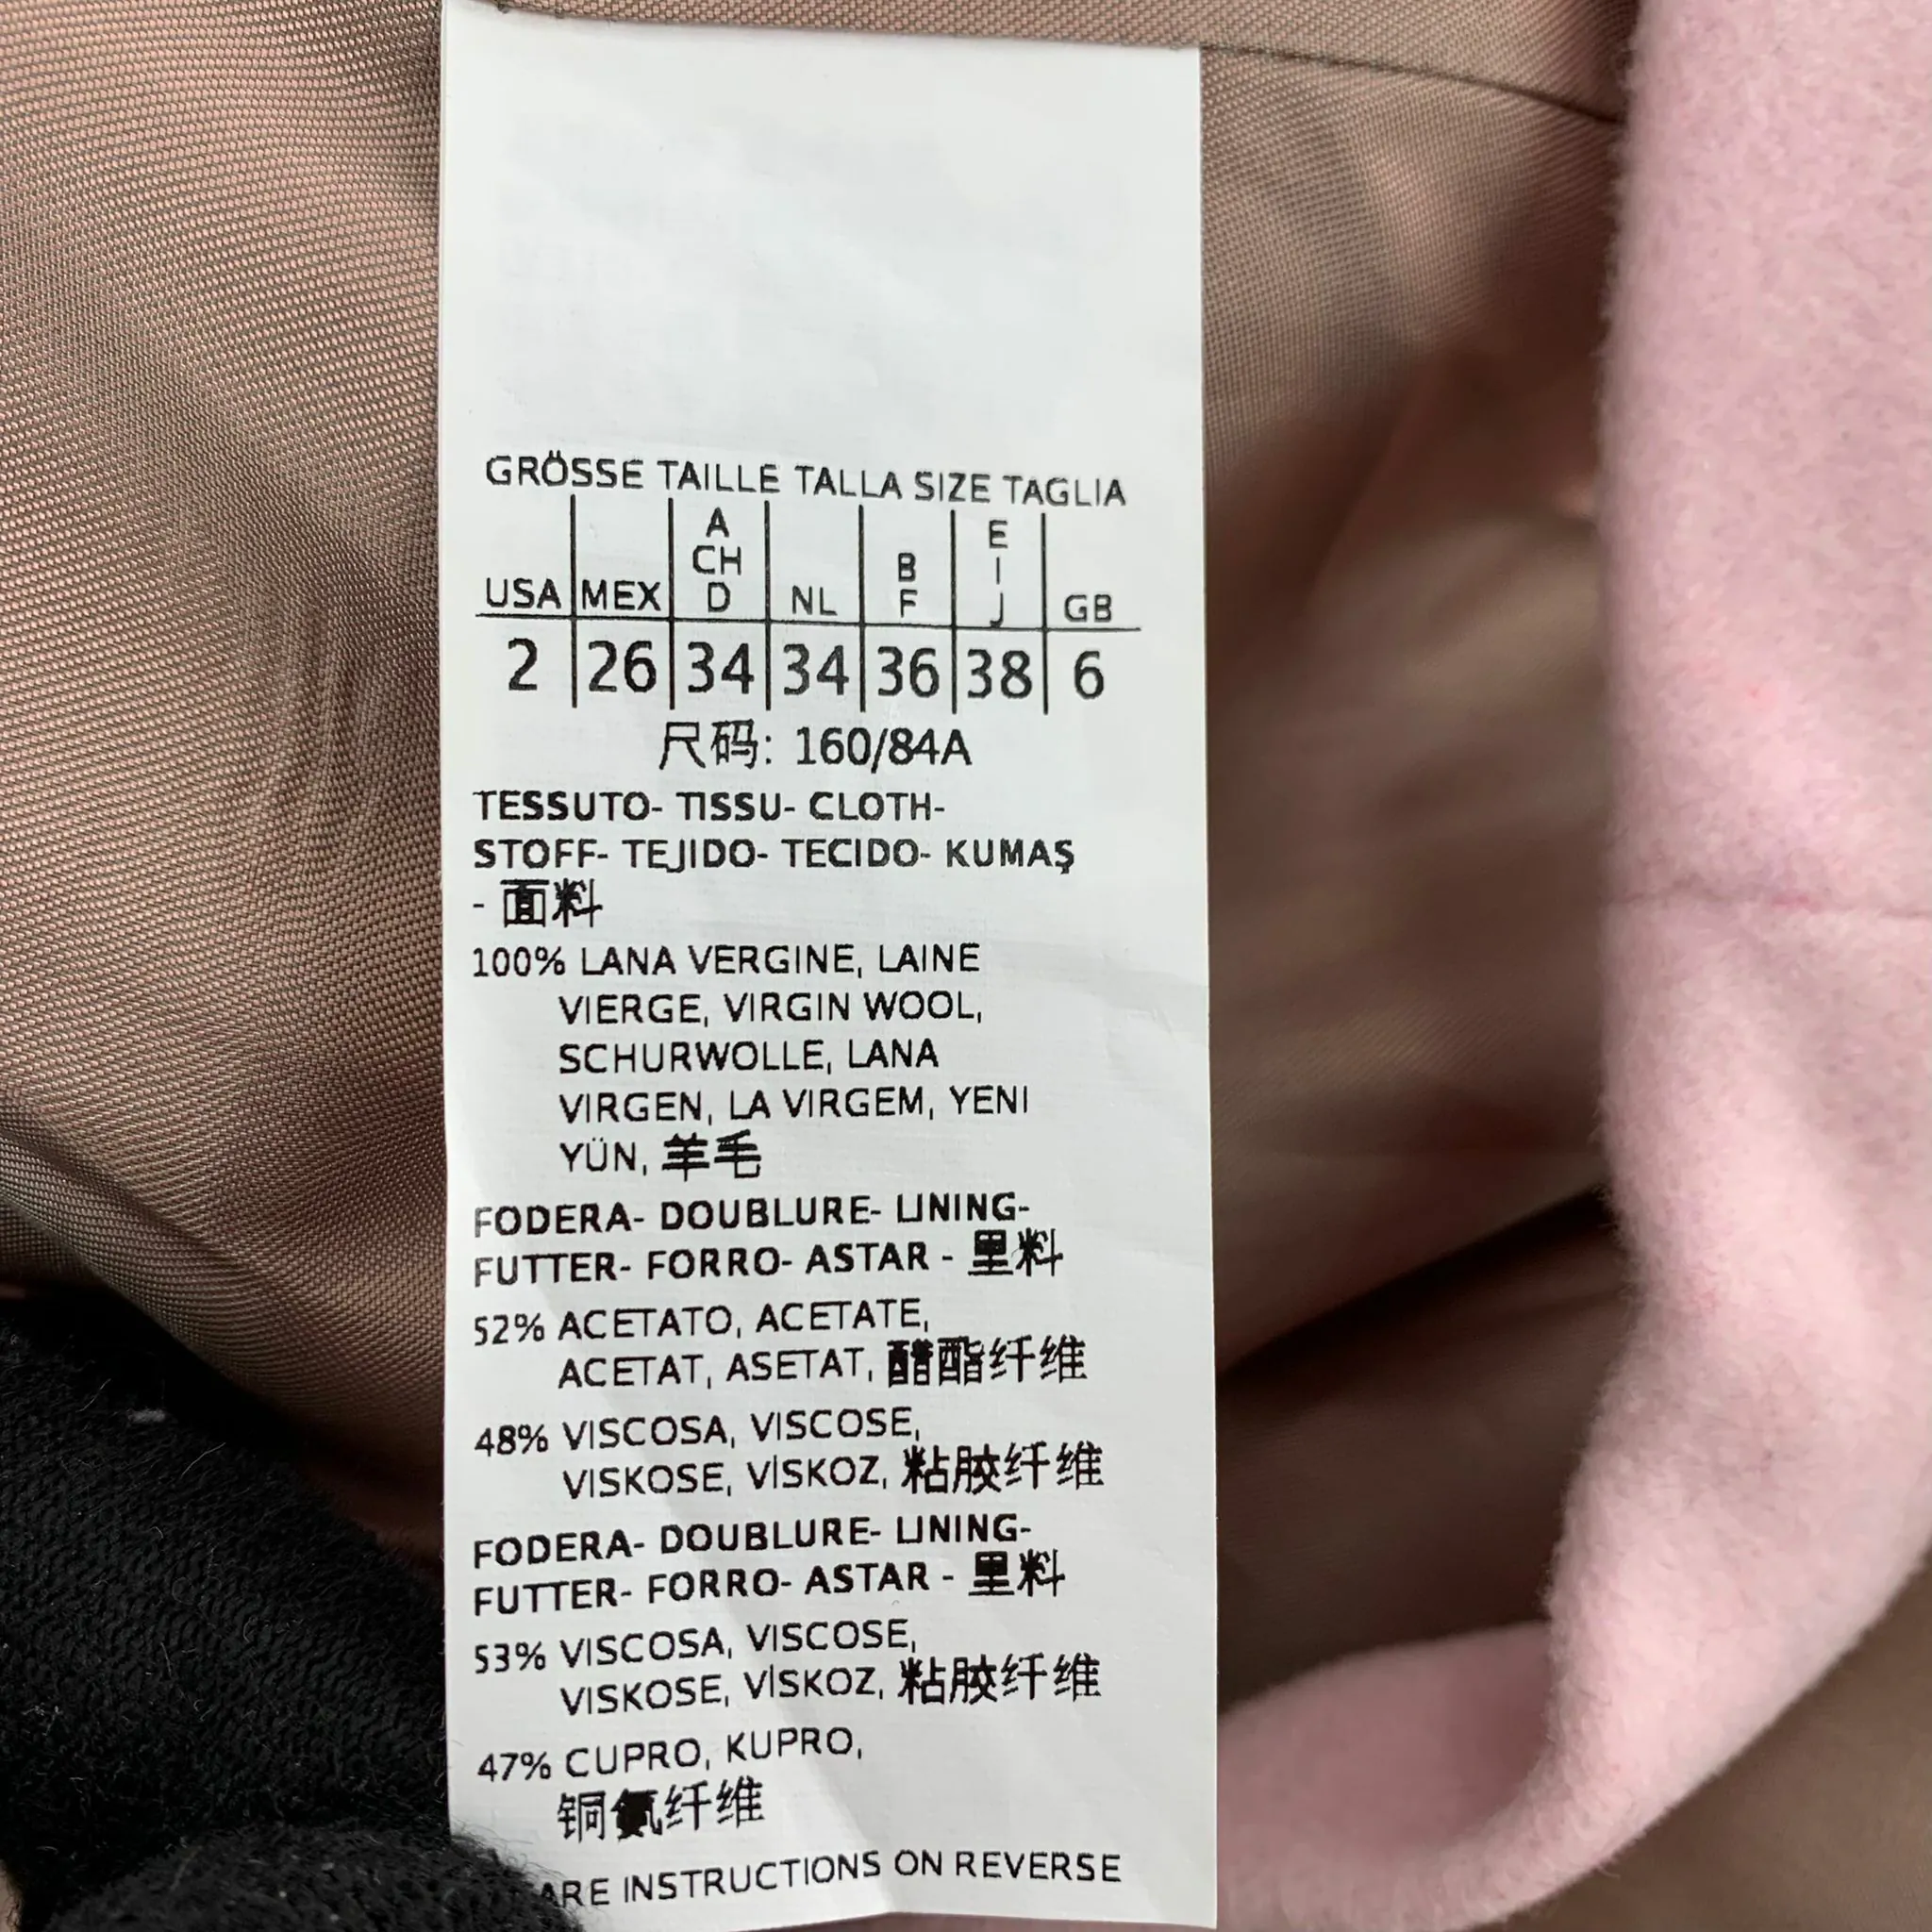 GRÖSSE TAILLE TALLA SIZE TAGLIA
A
CH
E
I
B
USA MEX D NL F J GB
2 26 34 34 36 38 6
尺码: 160/84A
TESSUTO- TISSU- CLOTH-
STOFF- TEJIDO- TECIDO- KUMAŞ
- 面料
100% LANA VERGINE, LAINE
VIERGE, VIRGIN WOOL,
SCHURWOLLE, LANA
VIRGEN, LA VIRGEM, YENI
YÜN, 羊毛
FODERA- DOUBLURE- LINING-
FUTTER- FORRO- ASTAR - 里料
52% ACETATO, ACETATE,
ACETAT, ASETAT, 醋酯纤维
48% VISCOSA, VISCOSE,
VISKOSE, VISKOZ, 粘胶纤维
FODERA- DOUBLURE- LINING-
FUTTER- FORRO- ASTAR - 里料
53% VISCOSA, VISCOSE,
VISKOSE, VISKOZ, 粘胶纤维
47% CUPRO, KUPRO,
铜氨纤维
ARE INSTRUCTIONS ON REVERSE